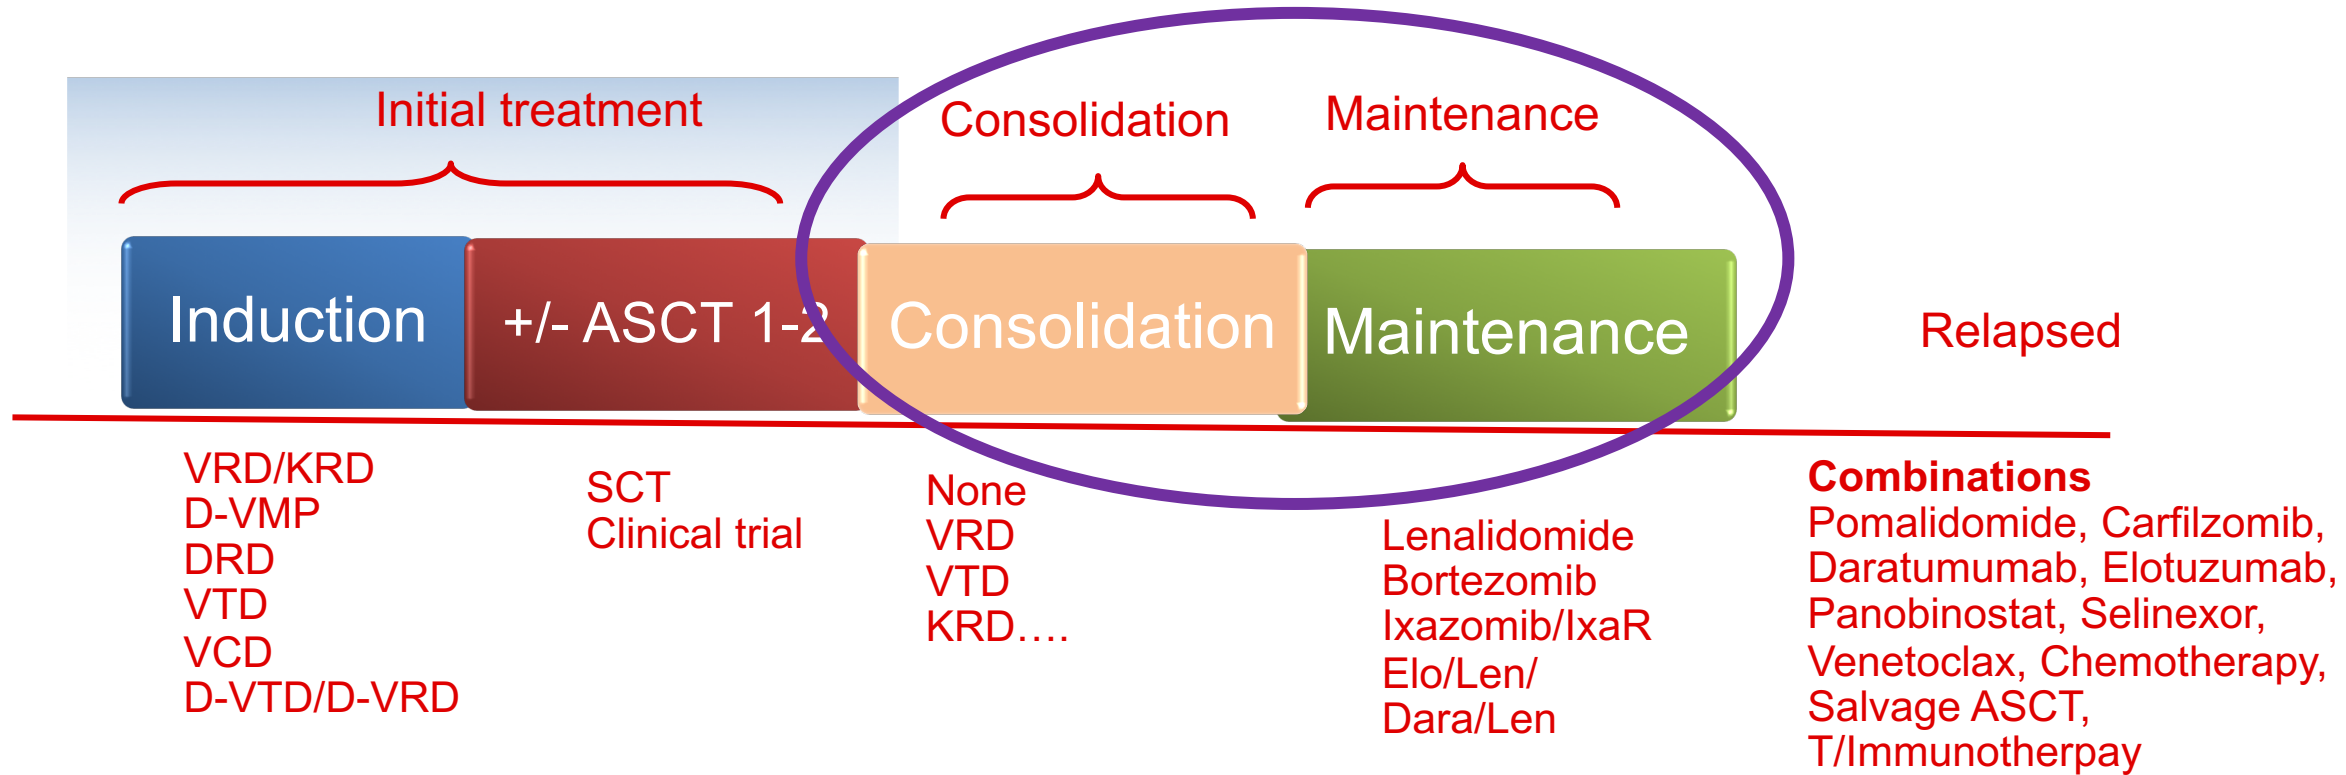 Initial treatment
Consolidation
Maintenance
Induction
+/- ASCT 1-2
Consolidation
Maintenance
Relapsed
VRD/KRD
D-VMP
DRD
VTD
VCD
D-VTD/D-VRD
SCT
Clinical trial
None
VRD
VTD
KRD....
Lenalidomide
Bortezomib
Ixazomib/IxaR
Elo/Len/
Dara/Len
Combinations
Pomalidomide, Carfilzomib,
Daratumumab, Elotuzumab,
Panobinostat, Selinexor,
Venetoclax, Chemotherapy,
Salvage ASCT,
T/Immunotherpay